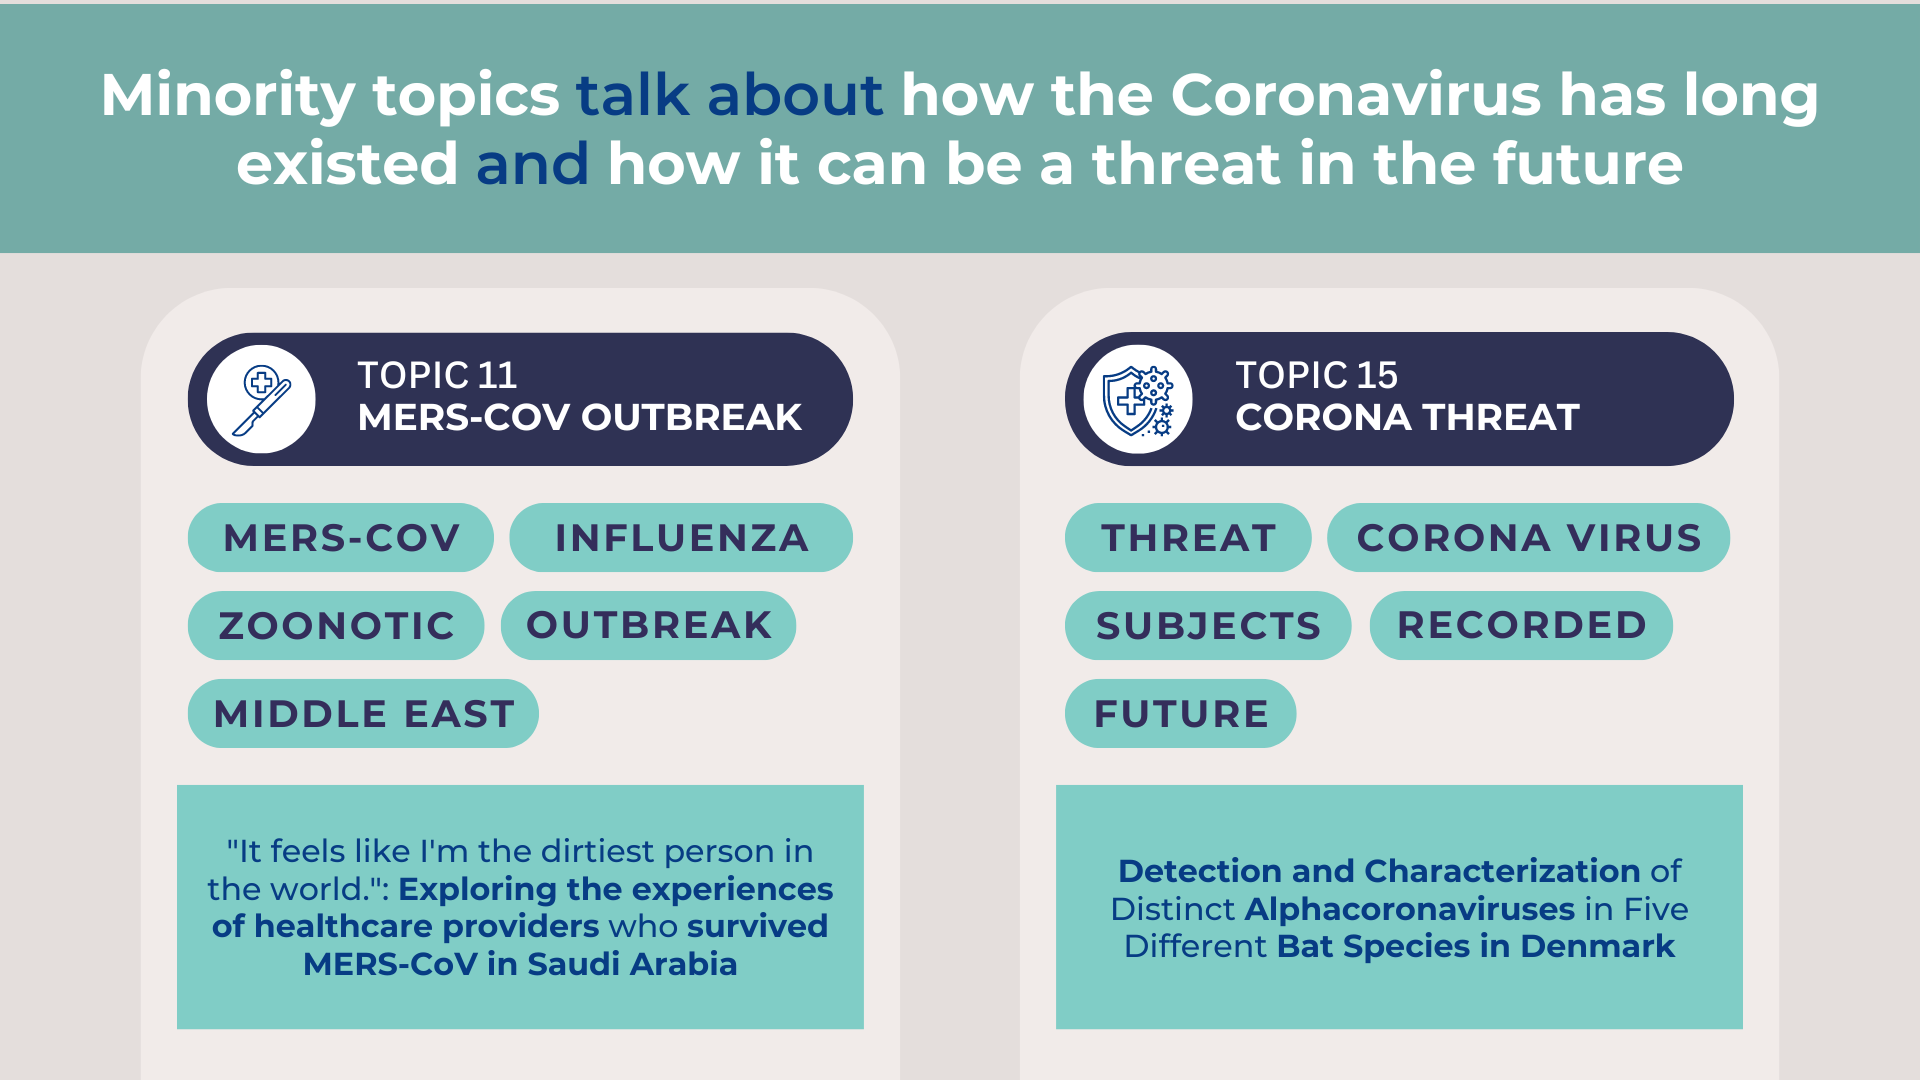 Minority topics talk about how the Coronavirus has long
existed and how it can be a threat in the future
TOPIC 11
MERS-COV OUTBREAK
MERS-COV
INFLUENZA
ZOONOTIC
OUTBREAK
MIDDLE EAST
"It feels like I'm the dirtiest person in
the world.": Exploring the experiences
of healthcare providers who survived
MERS-CoV in Saudi Arabia
TOPIC 15
CORONA THREAT
THREAT
CORONA VIRUS
SUBJECTS
RECORDED
FUTURE
Detection and Characterization of
Distinct Alphacoronaviruses in Five
Different Bat Species in Denmark